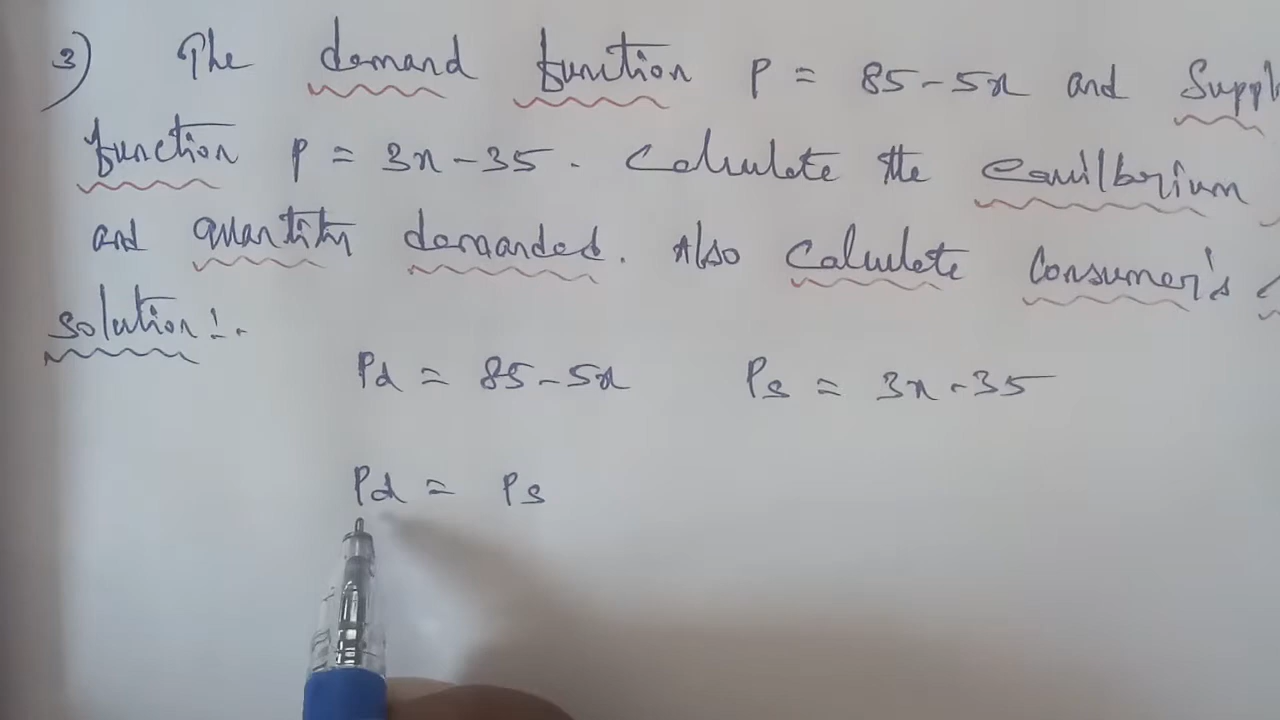 3) The demand function P = 85-5x and Suppl
function P = 3x-35. Calculate the equilbrium
and quantity demanded. Also calculate Consumer's
Solution:-
Pd = 85-5x Ps = 3x-35
Pd = Ps